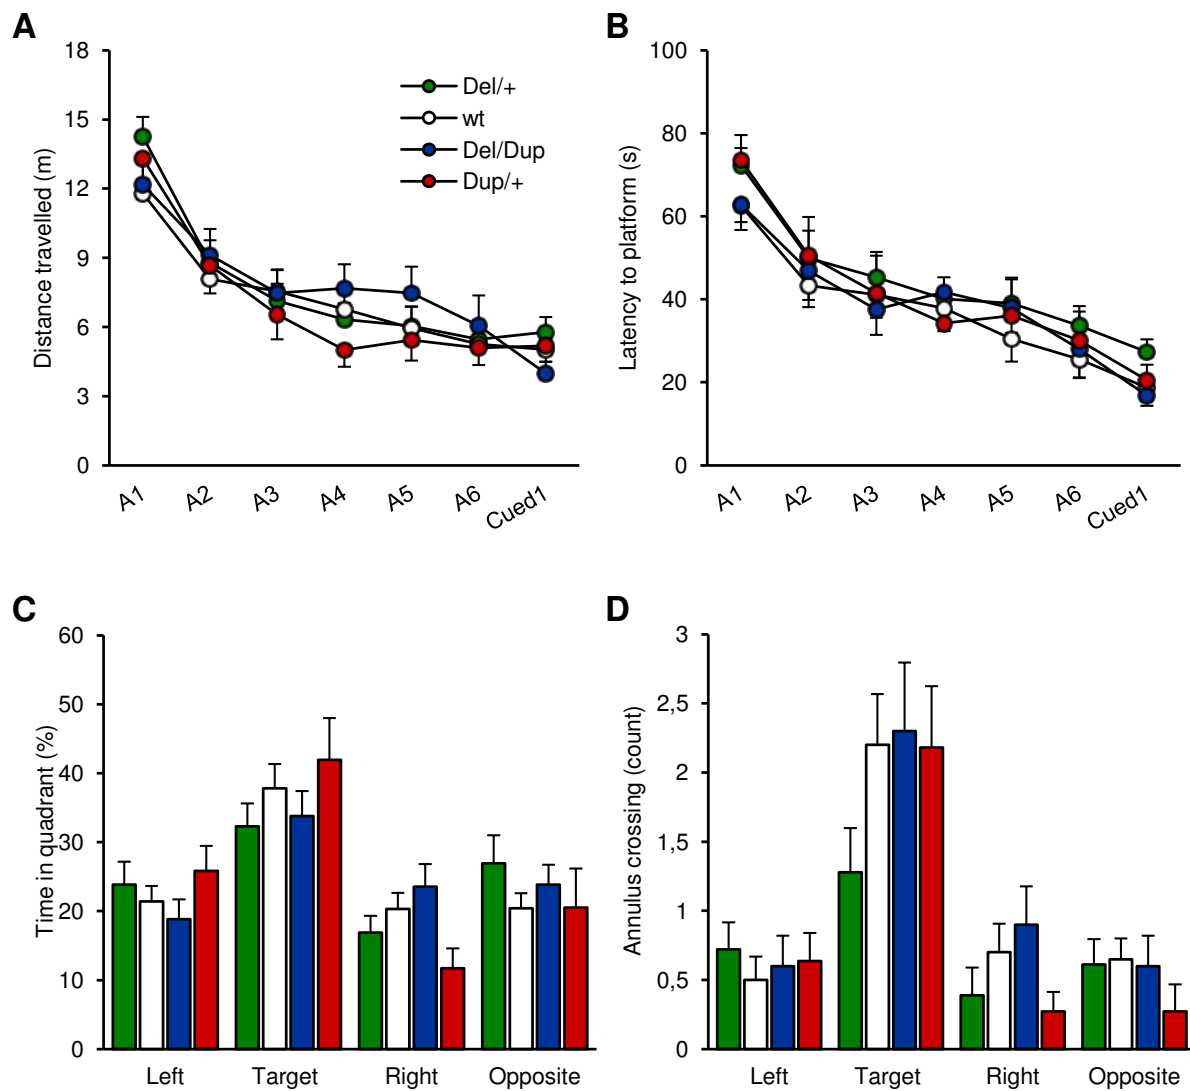 A
Distance travelled (m)
18
15
12
9
6
3
0
Del/+
wt
Del/Dup
Dup/+
A1 A2 A3 A4 A5 A6 Cued1
B
Latency to platform (s)
100
80
60
40
20
0
A1 A2 A3 A4 A5 A6 Cued1
C
Time in quadrant (%)
60
50
40
30
20
10
0
Left Target Right Opposite
D
Annulus crossing (count)
3
2,5
2
1,5
1
0,5
0
Left Target Right Opposite